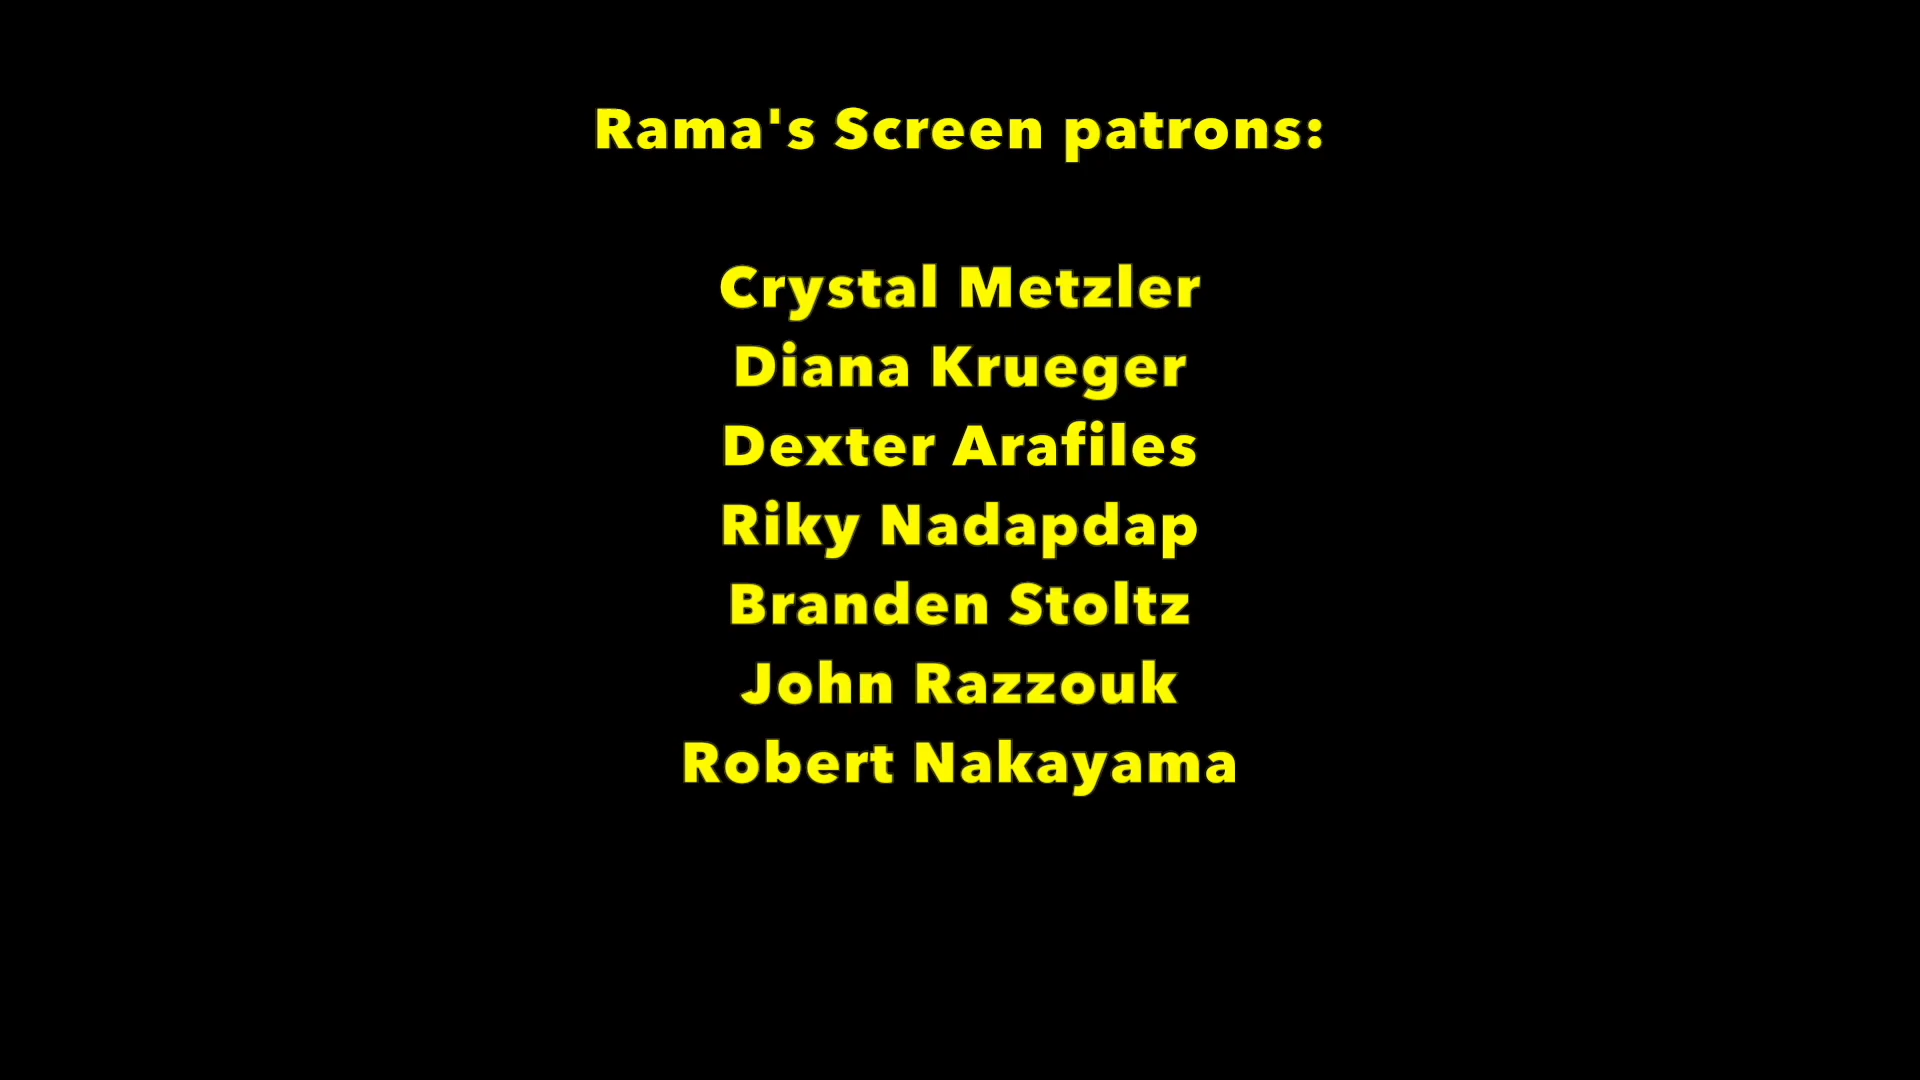 Rama's Screen patrons:
Crystal Metzler
Diana Krueger
Dexter Arafiles
Riky Nadapdap
Branden Stoltz
John Razzouk
Robert Nakayama